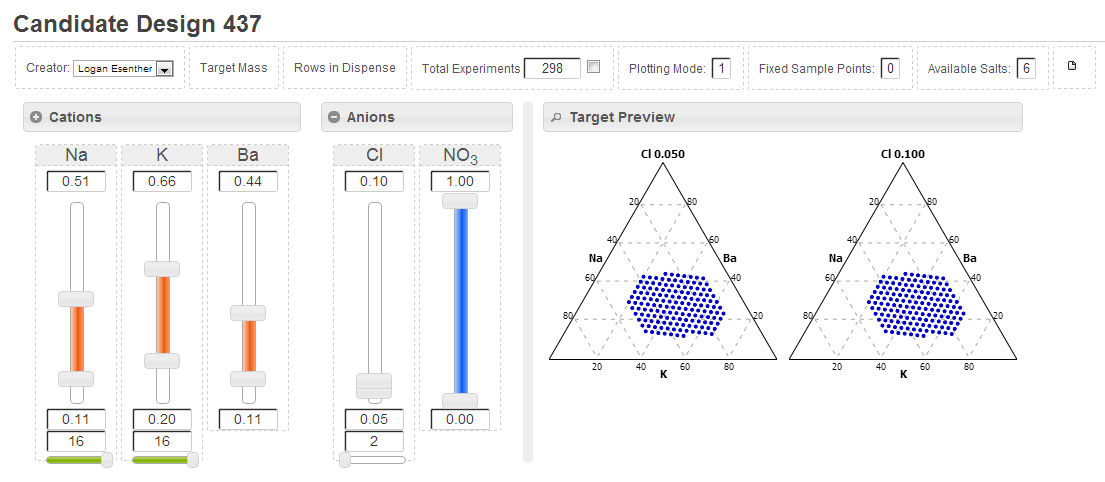 Candidate Design 437
Creator: Logan Esenther
Target Mass
Rows in Dispense
Total Experiments 298
Plotting Mode: 1
Fixed Sample Points: 0
Available Salts: 6
Cations
Na K Ba
0.51 0.66 0.44
0.11 0.20 0.11
16 16
Anions
Cl NO3
0.10 1.00
0.05 0.00
2
Target Preview
Cl 0.050
20 80
40 60
Na Ba
60 40
80 20
20 40 60 80
K
Cl 0.100
20 80
40 60
Na Ba
60 40
80 20
20 40 60 80
K